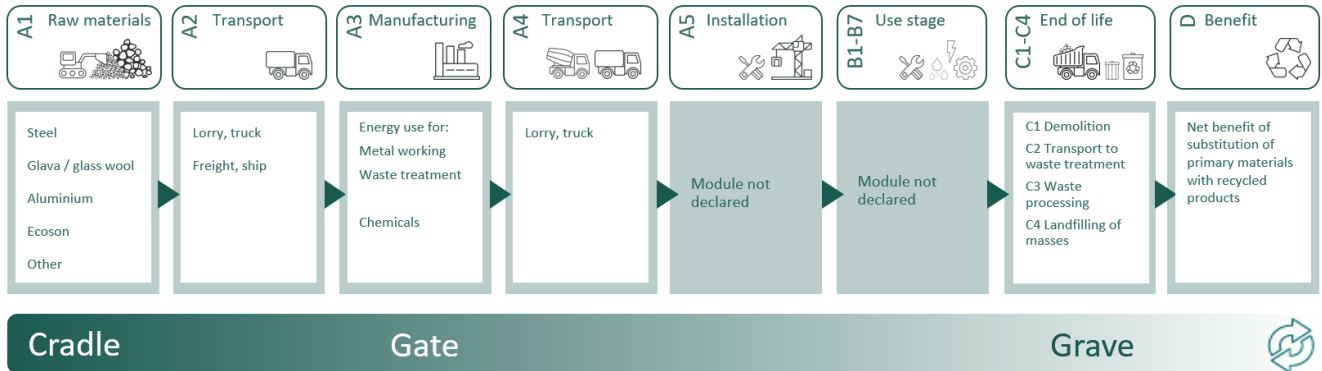 A1 Raw materials
A2 Transport
A3 Manufacturing
A4 Transport
A5 Installation
B1-B7 Use stage
C1-C4 End of life
D Benefit
Steel
Glava / glass wool
Aluminium
Ecoson
Other
Lorry, truck
Freight, ship
Energy use for:
Metal working
Waste treatment
Chemicals
Lorry, truck
Module not
declared
Module not
declared
C1 Demolition
C2 Transport to
waste treatment
C3 Waste
processing
C4 Landfilling of
masses
Net benefit of
substitution of
primary materials
with recycled
products
Cradle
Gate
Grave